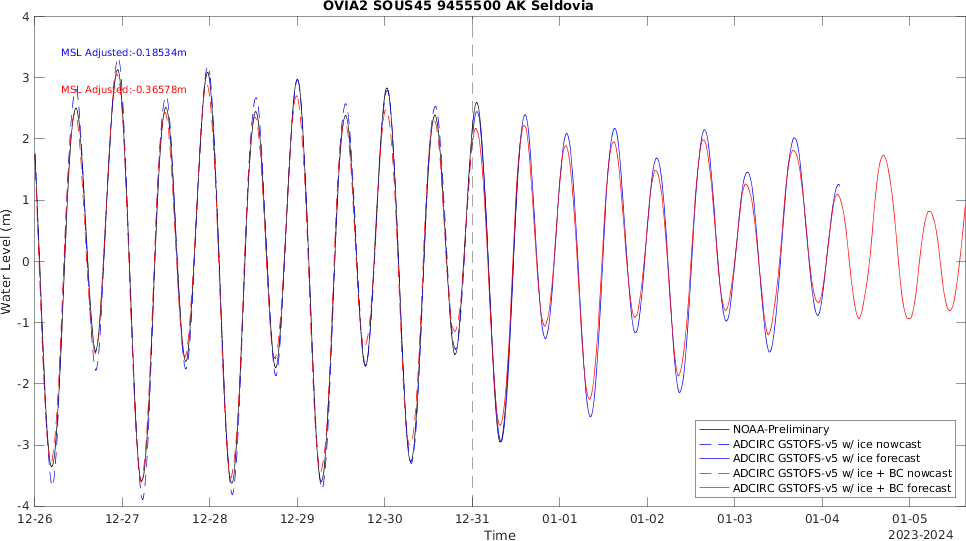 OVIA2 SOUS45 9455500 AK Seldovia
MSL Adjusted:-0.18534m
MSL Adjusted:-0.36578m
Water Level (m)
4
3
2
1
0
-1
-2
-3
-4
12-26 12-27 12-28 12-29 12-30 12-31 01-01 01-02 01-03 01-04 01-05
Time
2023-2024
NOAA-Preliminary
ADCIRC GSTOFS-v5 w/ ice nowcast
ADCIRC GSTOFS-v5 w/ ice forecast
ADCIRC GSTOFS-v5 w/ ice + BC nowcast
ADCIRC GSTOFS-v5 w/ ice + BC forecast